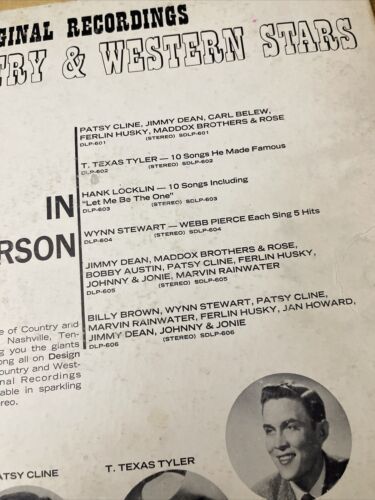 GINAL RECORDINGS
TRY & WESTERN STARS
PATSY CLINE, JIMMY DEAN, CARL BELEW,
FERLIN HUSKY, MADDOX BROTHERS & ROSE
DLP-601 (STEREO) SDLP-601
T. TEXAS TYLER — 10 Songs He Made Famous
DLP-602 (STEREO) SDLP-602
HANK LOCKLIN — 10 Songs Including
"Let Me Be The One"
DLP-603 (STEREO) SDLP-603
IN
RSON
WYNN STEWART — WEBB PIERCE Each Sing 5 Hits
DLP-604 (STEREO) SDLP-604
JIMMY DEAN, MADDOX BROTHERS & ROSE,
BOBBY AUSTIN, PATSY CLINE, FERLIN HUSKY,
JOHNNY & JONIE, MARVIN RAINWATER
DLP-605 (STEREO) SDLP-605
BILLY BROWN, WYNN STEWART, PATSY CLINE,
MARVIN RAINWATER, FERLIN HUSKY, JAN HOWARD,
JIMMY DEAN, JOHNNY & JONIE
DLP-606 (STEREO) SDLP-606
e of Country and
Nashville, Ten-
g you the giants
ong all on Design
ountry and West-
nal Recordings
able in sparkling
reo.
ATSY CLINE
T. TEXAS TYLER